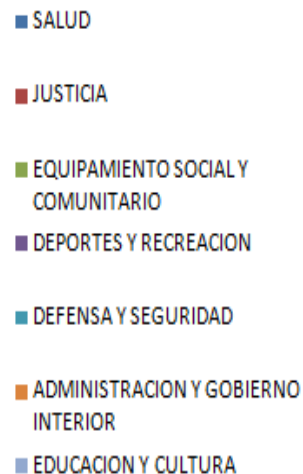 SALUD
JUSTICIA
EQUIPAMIENTO SOCIAL Y
COMUNITARIO
DEPORTES Y RECREACION
DEFENSA Y SEGURIDAD
ADMINISTRACION Y GOBIERNO
INTERIOR
EDUCACION Y CULTURA